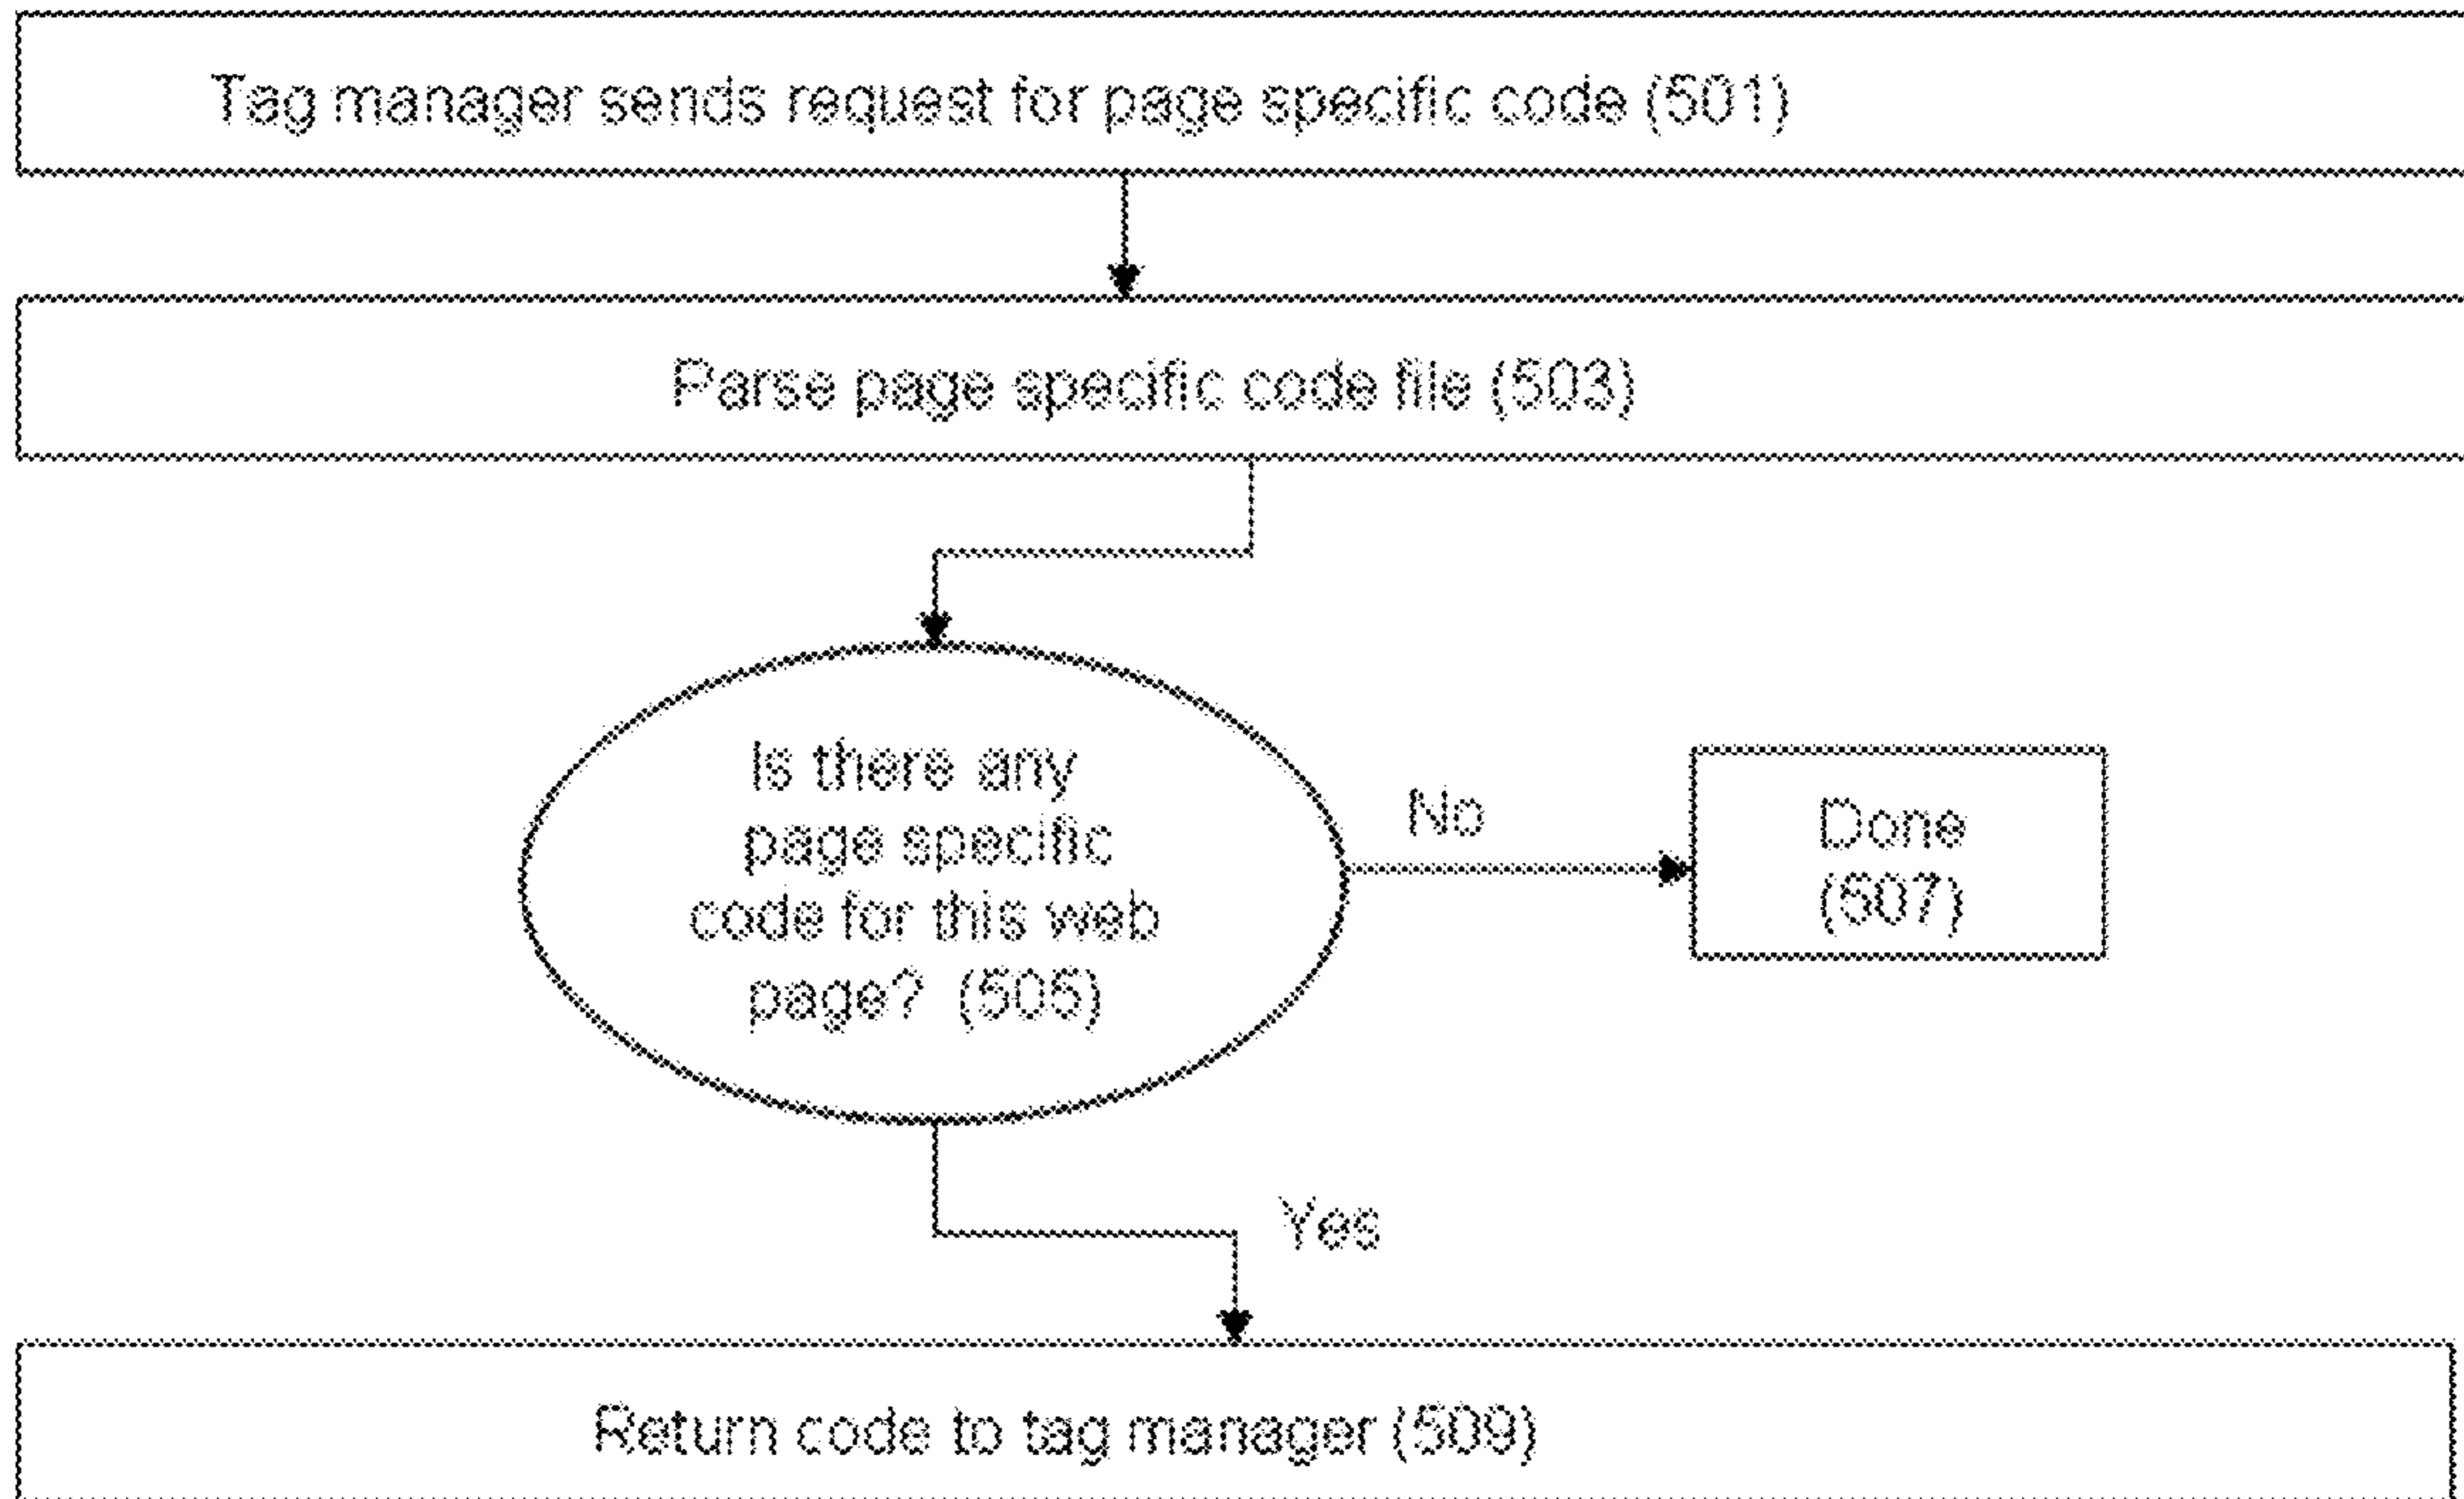 Tag manager sends request for page specific code (501)
Parse page specific code file (503)
Is there any
page specific
code for this web
page? (505)
No
Done
(507)
Yes
Return code to tag manager (509)